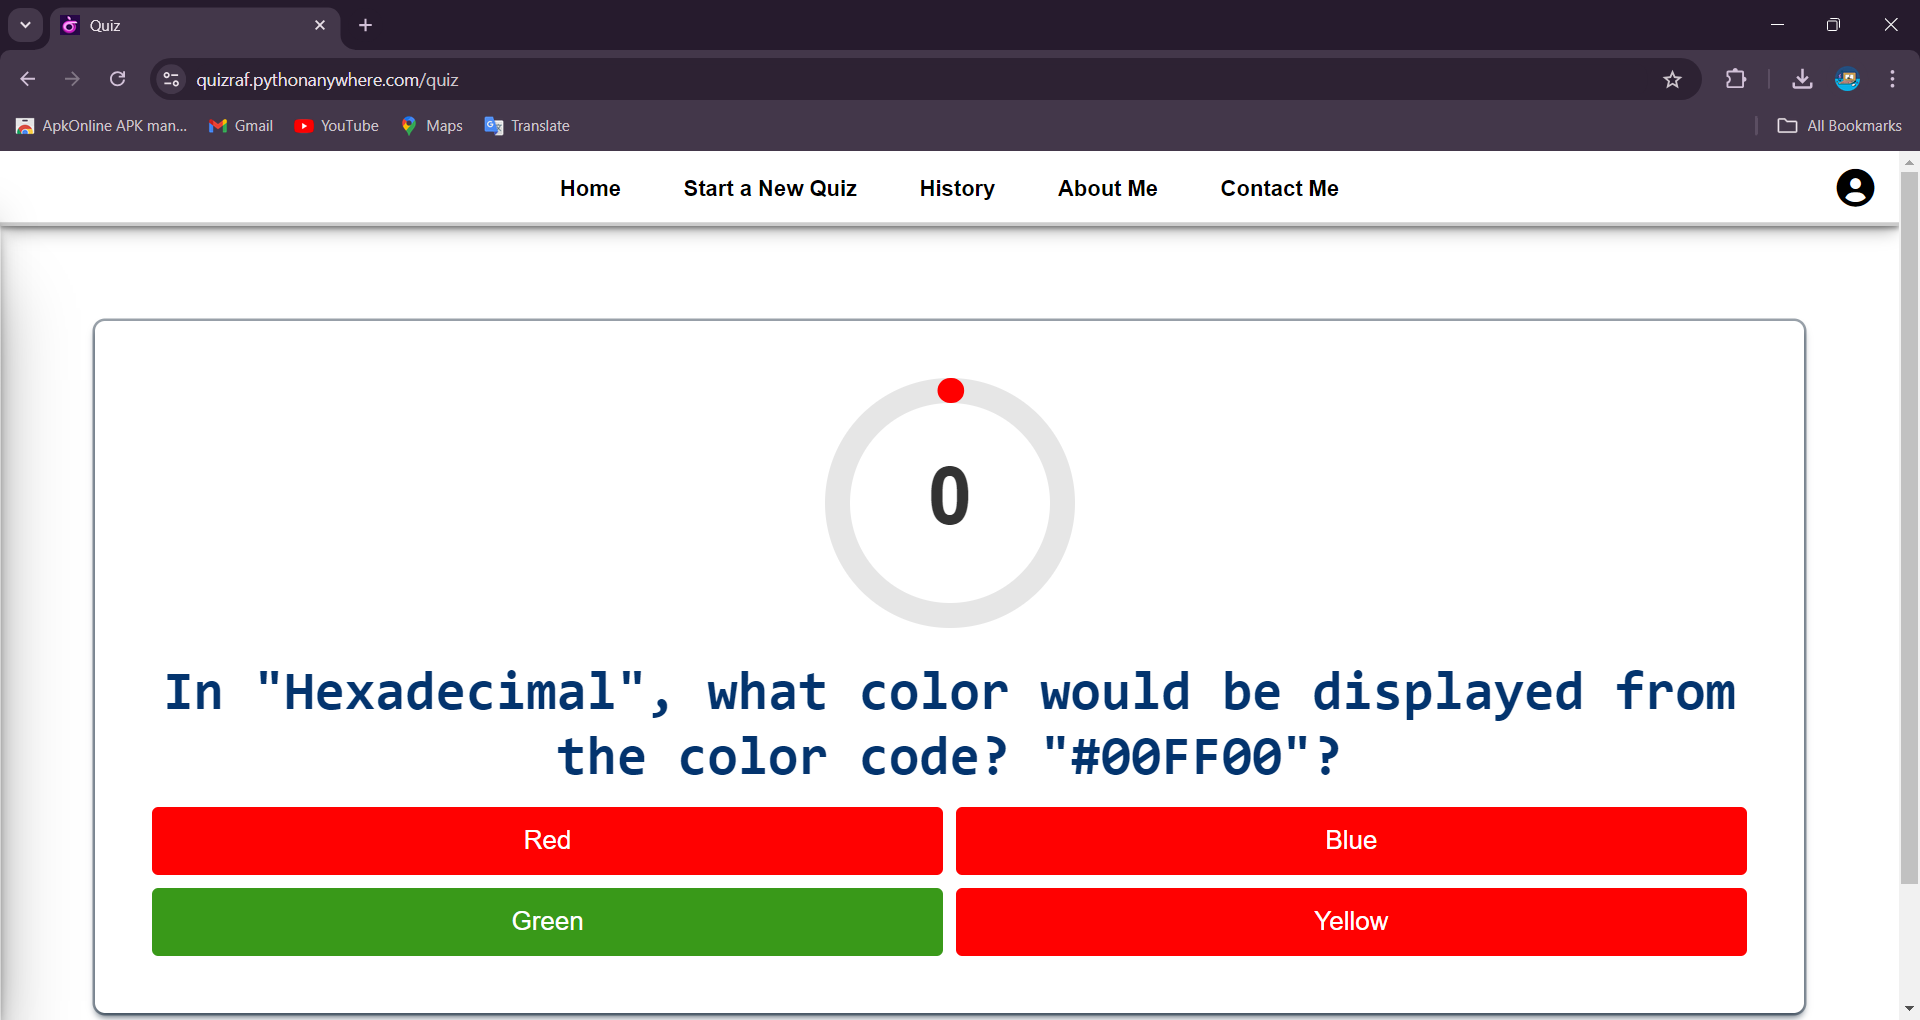 Quiz
quizraf.pythonanywhere.com/quiz
ApkOnline APK man... Gmail YouTube Maps Translate All Bookmarks
Home Start a New Quiz History About Me Contact Me
0
In "Hexadecimal", what color would be displayed from
the color code? "#00FF00"?
Red Blue
Green Yellow